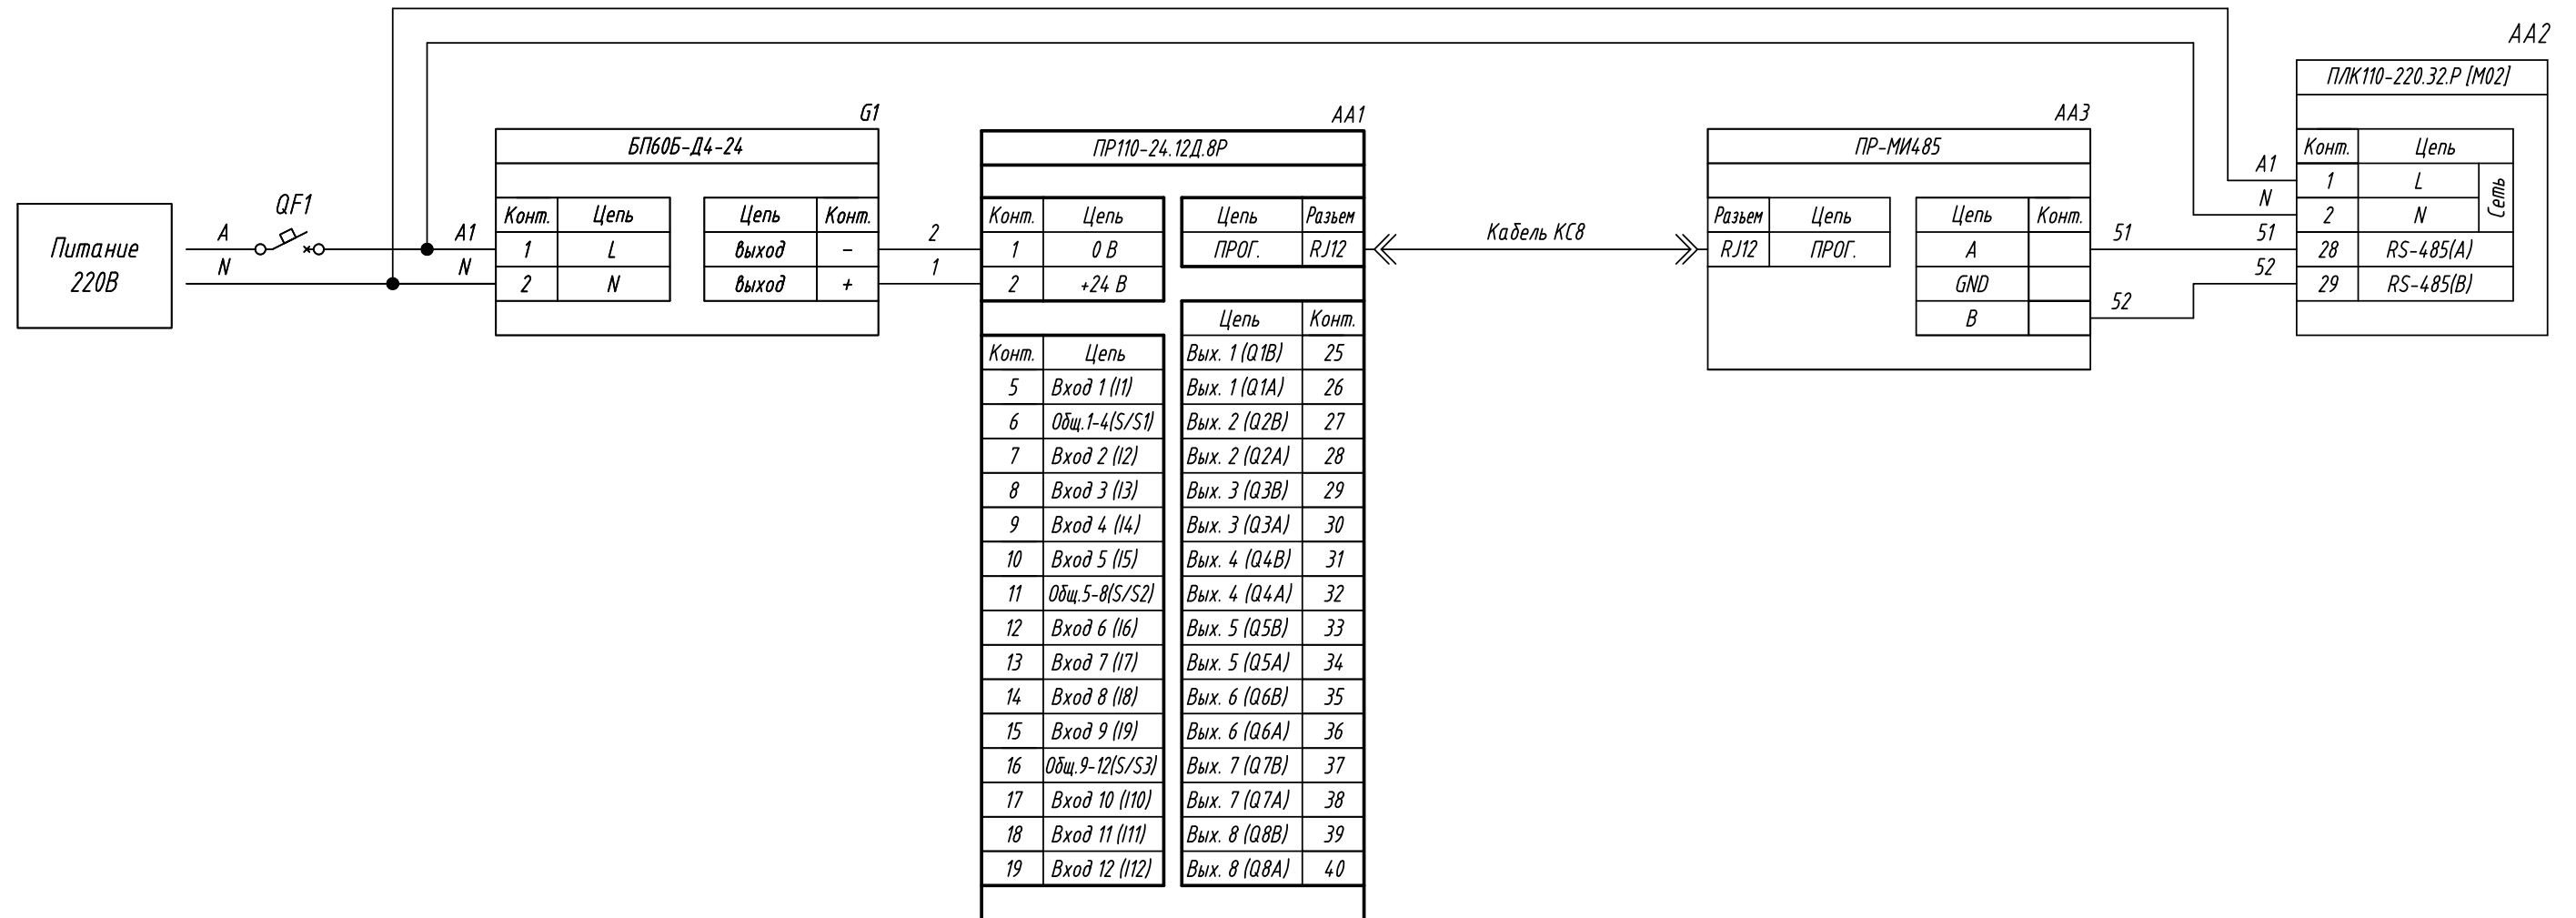 АА2
ПЛК110-220.32.Р [М02]
Конт. Цепь
1 L
2 N
Сеть
28 RS-485(А)
29 RS-485(В)
А1
N
51
52
G1
БП60Б-Д4-24
Конт. Цепь
1 L
2 N
Цепь Конт.
выход –
выход +
Питание
220В
А
N
QF1
А1
N
2
1
АА1
ПР110-24.12Д.8Р
Конт. Цепь
1 0 В
2 +24 В
Цепь Разъем
ПРОГ. RJ12
Конт. Цепь
5 Вход 1 (I1)
6 Общ.1-4(S/S1)
7 Вход 2 (I2)
8 Вход 3 (I3)
9 Вход 4 (I4)
10 Вход 5 (I5)
11 Общ.5-8(S/S2)
12 Вход 6 (I6)
13 Вход 7 (I7)
14 Вход 8 (I8)
15 Вход 9 (I9)
16 Общ.9-12(S/S3)
17 Вход 10 (I10)
18 Вход 11 (I11)
19 Вход 12 (I12)
Цепь Конт.
Вых. 1 (Q1B) 25
Вых. 1 (Q1A) 26
Вых. 2 (Q2B) 27
Вых. 2 (Q2A) 28
Вых. 3 (Q3B) 29
Вых. 3 (Q3A) 30
Вых. 4 (Q4B) 31
Вых. 4 (Q4A) 32
Вых. 5 (Q5B) 33
Вых. 5 (Q5A) 34
Вых. 6 (Q6B) 35
Вых. 6 (Q6A) 36
Вых. 7 (Q7B) 37
Вых. 7 (Q7A) 38
Вых. 8 (Q8B) 39
Вых. 8 (Q8A) 40
Кабель КС8
АА3
ПР-МИ485
Разъем Цепь
RJ12 ПРОГ.
Цепь Конт.
А
GND
В
51
52